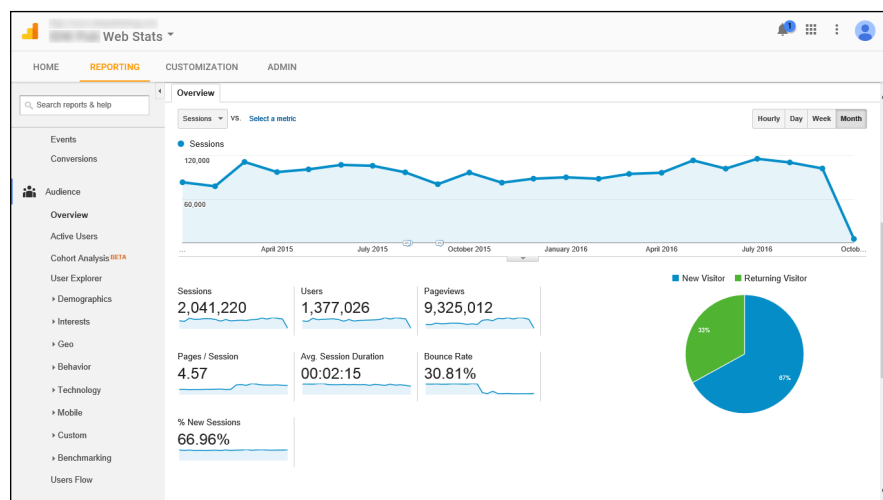 Web Stats
1
HOME REPORTING CUSTOMIZATION ADMIN
Search reports & help
Events
Conversions
Audience
Overview
Active Users
Cohort Analysis BETA
User Explorer
Demographics
Interests
Geo
Behavior
Technology
Mobile
Custom
Benchmarking
Users Flow
Overview
Sessions VS. Select a metric
Hourly Day Week Month
Sessions
120,000
60,000
... April 2015 July 2015 October 2015 January 2016 April 2016 July 2016 Octob...
Sessions
2,041,220
Users
1,377,026
Pageviews
9,325,012
Pages / Session
4.57
Avg. Session Duration
00:02:15
Bounce Rate
30.81%
% New Sessions
66.96%
New Visitor Returning Visitor
33%
67%